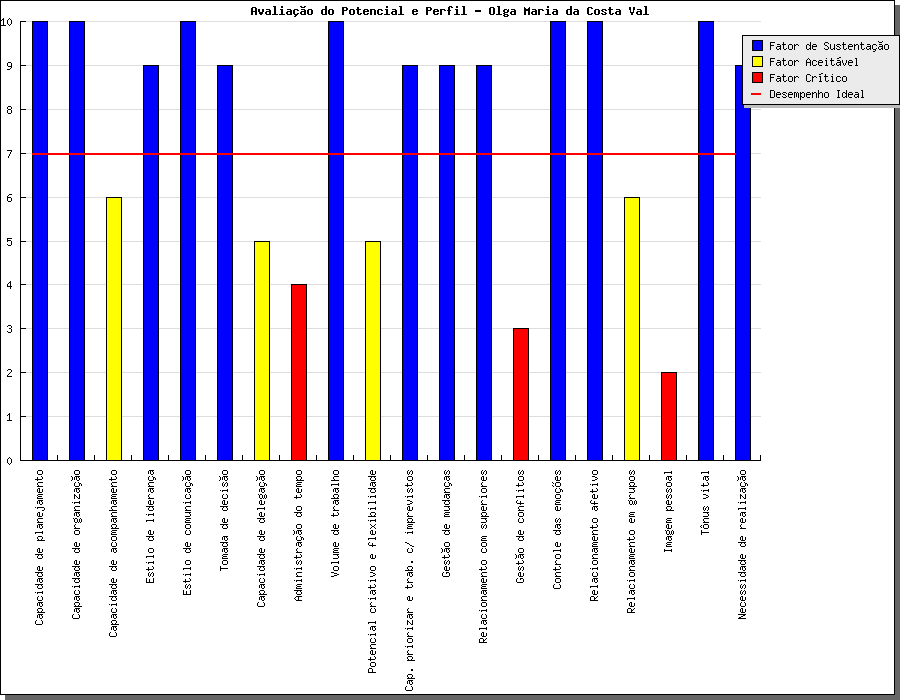 Avaliação do Potencial e Perfil - Olga Maria da Costa Val
Fator de Sustentação
Fator Aceitável
Fator Crítico
Desempenho Ideal
10
9
8
7
6
5
4
3
2
1
0
Capacidade de planejamento
Capacidade de organização
Capacidade de acompanhamento
Estilo de liderança
Estilo de comunicação
Tomada de decisão
Capacidade de delegação
Administração do tempo
Volume de trabalho
Potencial criativo e flexibilidade
Cap. priorizar e trab. c/ imprevistos
Gestão de mudanças
Relacionamento com superiores
Gestão de conflitos
Controle das emoções
Relacionamento afetivo
Relacionamento em grupos
Imagem pessoal
Tônus vital
Necessidade de realização